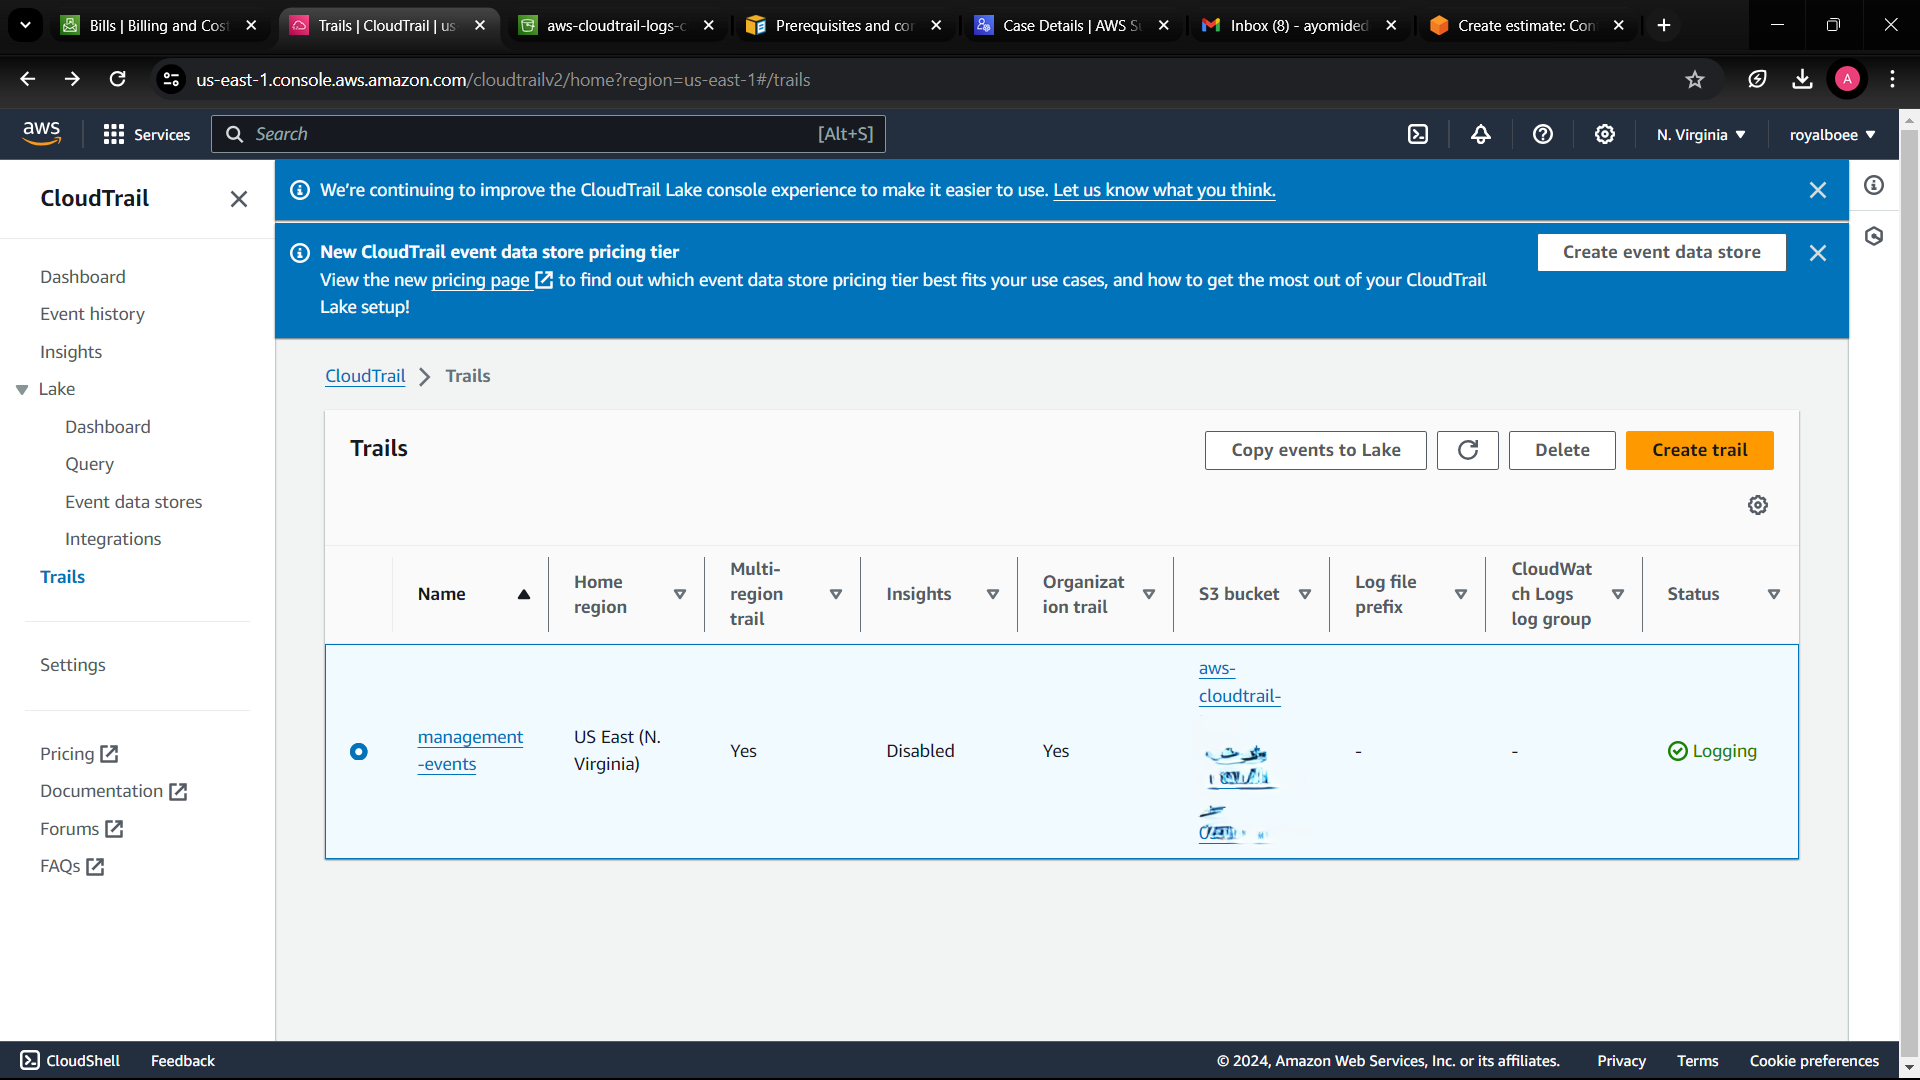 Bills | Billing and Cost
Trails | CloudTrail | us
aws-cloudtrail-logs-c
Prerequisites and cor
Case Details | AWS Su
Inbox (8) - ayomided
Create estimate: Con
us-east-1.console.aws.amazon.com/cloudtrailv2/home?region=us-east-1#/trails
A
aws
Services
Search
[Alt+S]
N. Virginia
royalboee
CloudTrail
We're continuing to improve the CloudTrail Lake console experience to make it easier to use. Let us know what you think.
New CloudTrail event data store pricing tier
View the new pricing page to find out which event data store pricing tier best fits your use cases, and how to get the most out of your CloudTrail
Lake setup!
Create event data store
Dashboard
Event history
Insights
Lake
Dashboard
Query
Event data stores
Integrations
Trails
Settings
Pricing
Documentation
Forums
FAQs
CloudTrail
Trails
Trails
Copy events to Lake
Delete
Create trail
Name
Home
region
Multi-
region
trail
Insights
Organizat
ion trail
S3 bucket
Log file
prefix
CloudWat
ch Logs
log group
Status
management
-events
US East (N.
Virginia)
Yes
Disabled
Yes
aws-
cloudtrail-
-
-
Logging
CloudShell
Feedback
© 2024, Amazon Web Services, Inc. or its affiliates.
Privacy
Terms
Cookie preferences